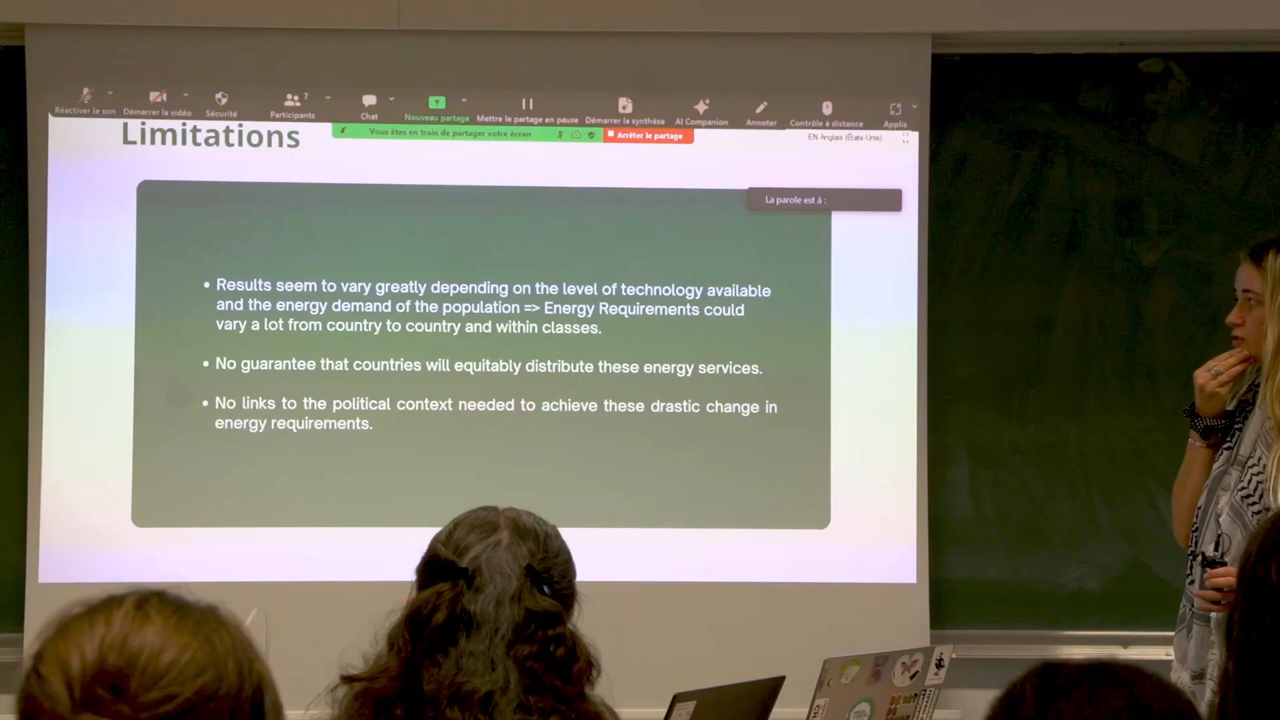 Réactiver le son
Démarrer la vidéo
Sécurité
7
Participants
Chat
Nouveau partage
Mettre le partage en pause
Démarrer la synthèse
AI Companion
Annoter
Contrôle à distance
Applis
Limitations
Vous êtes en train de partager votre écran
Arrêter le partage
EN Anglais (États-Unis)
La parole est à :
• Results seem to vary greatly depending on the level of technology available
and the energy demand of the population => Energy Requirements could
vary a lot from country to country and within classes.
• No guarantee that countries will equitably distribute these energy services.
• No links to the political context needed to achieve these drastic change in
energy requirements.